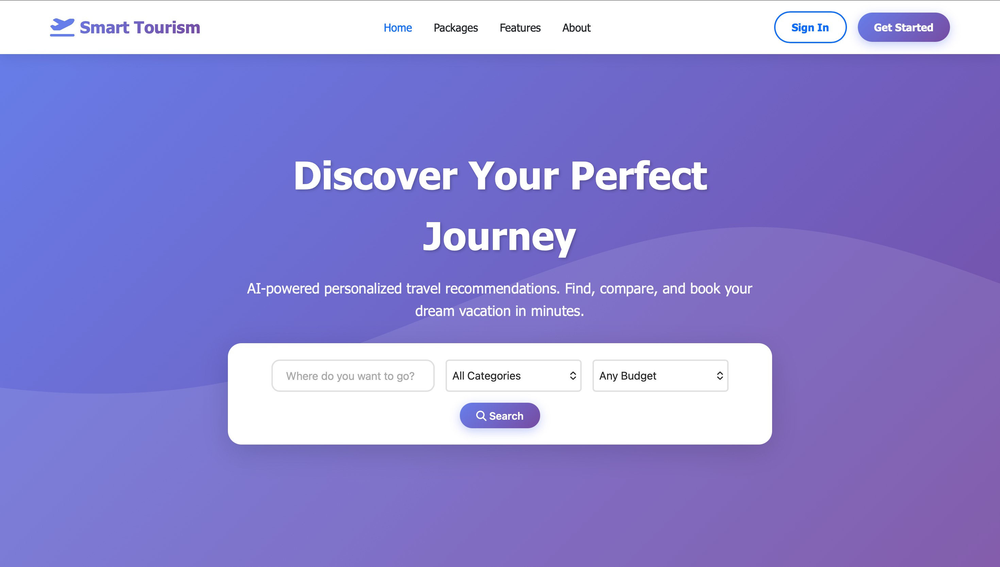 Smart Tourism
Home
Packages
Features
About
Sign In
Get Started
Discover Your Perfect
Journey
AI-powered personalized travel recommendations. Find, compare, and book your
dream vacation in minutes.
Where do you want to go?
All Categories
Any Budget
Search